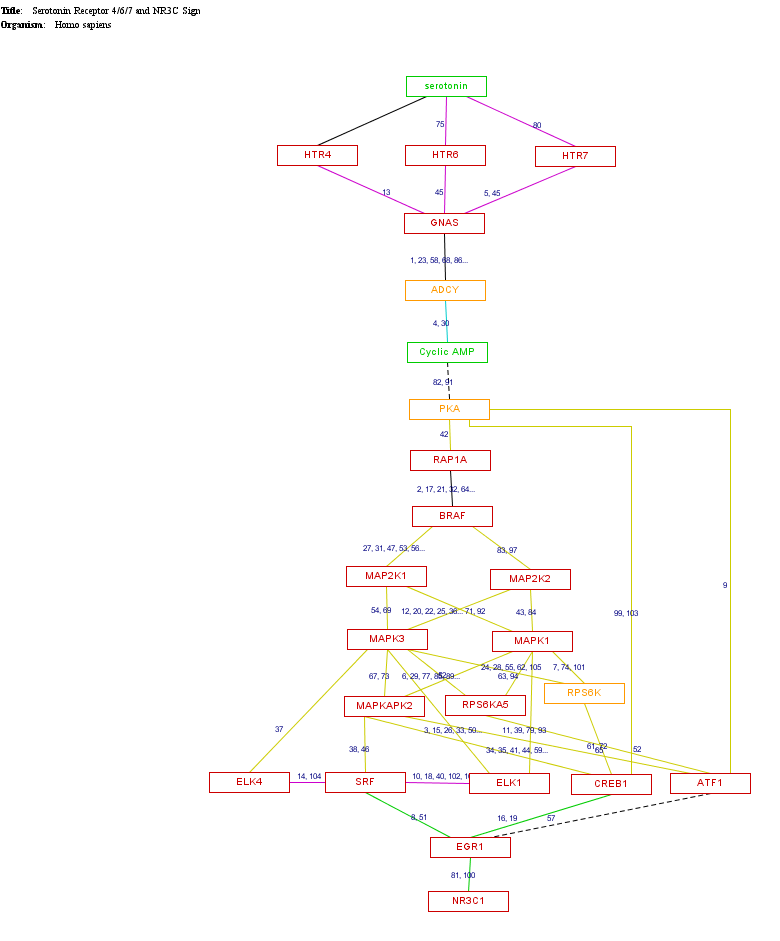 Title: Serotonin Receptor 4/6/7 and NR3C Sign
Organism: Homo sapiens
serotonin
75
80
HTR4
HTR6
HTR7
13
45
5, 45
GNAS
1, 23, 58, 68, 86...
ADCY
4, 30
Cyclic AMP
82, 91
PKA
42
RAP1A
2, 17, 21, 32, 64...
BRAF
27, 31, 47, 53, 56...
83, 97
MAP2K1
MAP2K2
9
54, 69
12, 20, 22, 25, 36...
71, 92
43, 84
99, 103
MAPK3
MAPK1
24, 28, 55, 62, 105
7, 74, 101
67, 73
6, 29, 77, 85, 89...
63, 94
RPS6K
MAPKAPK2
RPS6KA5
37
3, 15, 26, 33, 50...
11, 39, 79, 93
38, 46
34, 35, 41, 44, 59...
61, 72
65
52
ELK4
14, 104
SRF
10, 18, 40, 102,
ELK1
CREB1
ATF1
8, 51
16, 19
57
EGR1
81, 100
NR3C1